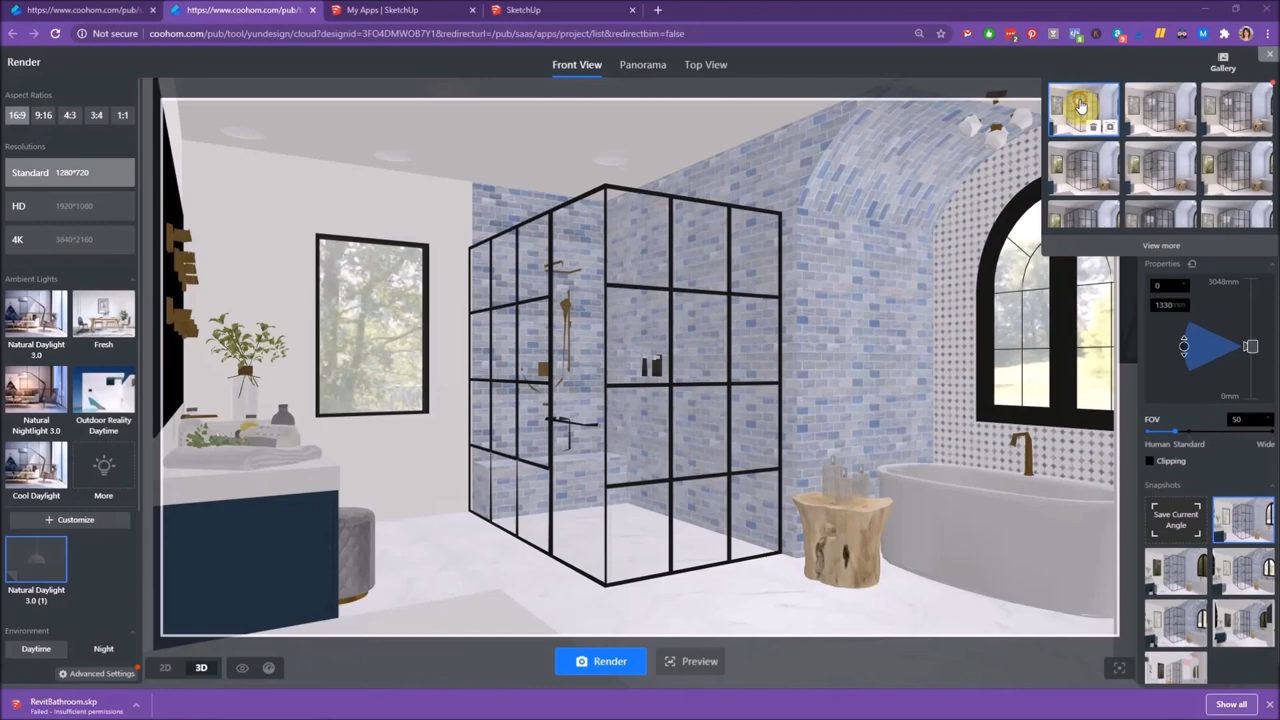 https://www.coohom.com/pub/
https://www.coohom.com/pub/
My Apps | SketchUp
SketchUp
Not secure
coohom.com/pub/tool/yundesign/cloud?designid=3FO4DMWOB7Y1&redirecturl=/pub/saas/apps/project/list&redirectbim=false
Render
Front View
Panorama
Top View
Gallery
Aspect Ratios
16:9
9:16
4:3
3:4
1:1
Resolutions
Standard 1280*720
HD 1920*1080
4K 3840*2160
Ambient Lights
Natural Daylight 3.0
Fresh
Natural Nightlight 3.0
Outdoor Reality Daytime
Cool Daylight
More
+ Customize
Natural Daylight 3.0 (1)
Environment
Daytime
Night
Advanced Settings
2D
3D
Render
Preview
View more
Properties
0
3048mm
1330mm
0mm
FOV
50
Human Standard
Wide
Clipping
Snapshots
Save Current Angle
RevitBathroom.skp
Failed - Insufficient permissions
Show all